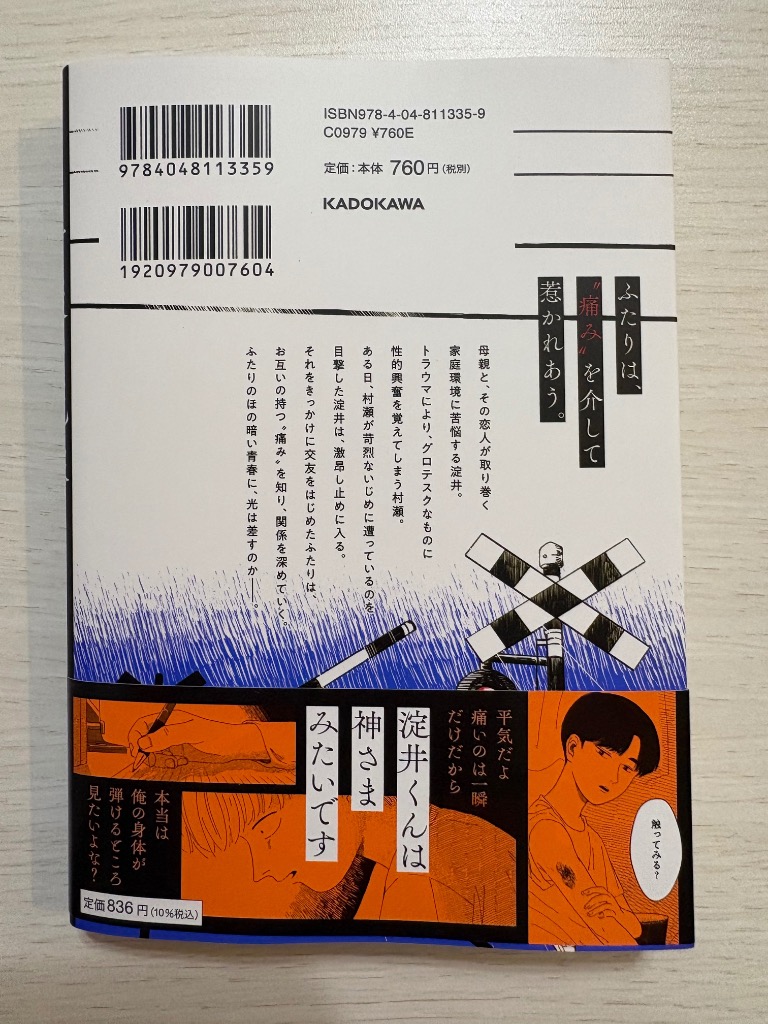 9784048113359
1920979007604
ISBN978-4-04-811335-9
C0979 ¥760E
定価：本体 760円（税別）
KADOKAWA
ふたりは、
〝痛み〟を介して
惹かれあう。
母親と、その恋人が取り巻く
家庭環境に苦悩する淀井。
トラウマにより、グロテスクなものに
性的興奮を覚えてしまう村瀬。
ある日、村瀬が苛烈ないじめに遭っているのを
目撃した淀井は、激昂し止めに入る。
それをきっかけに交友をはじめたふたりは、
お互いの持つ〝痛み〟を知り、関係を深めていく。
ふたりのほの暗い青春に、光は差すのか──。
触ってみる？
平気だよ
痛いのは一瞬
だけだから
淀井くんは
神さま
みたいです
本当は
俺の身体が
弾けるところ
見たいよな？
定価836円（10%税込）